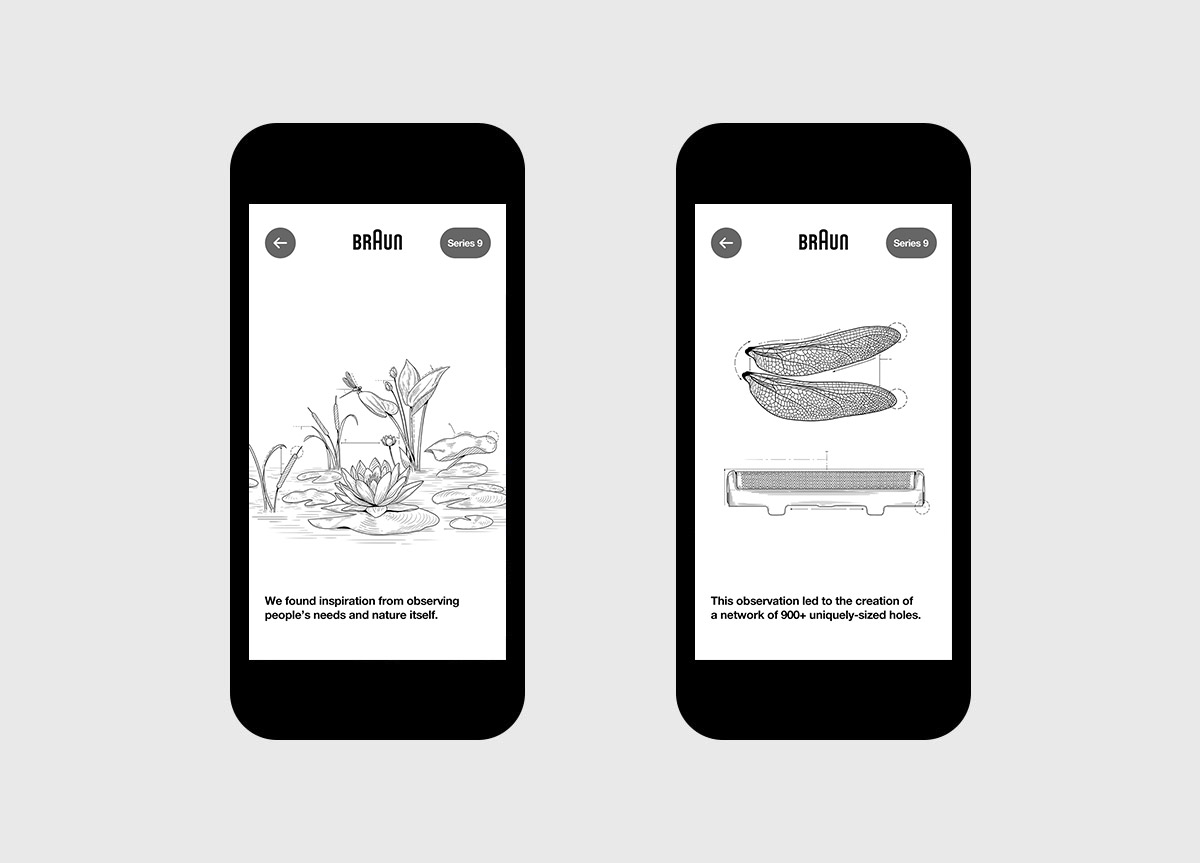 BRAUN
Series 9
We found inspiration from observing
people's needs and nature itself.
BRAUN
Series 9
This observation led to the creation of
a network of 900+ uniquely-sized holes.